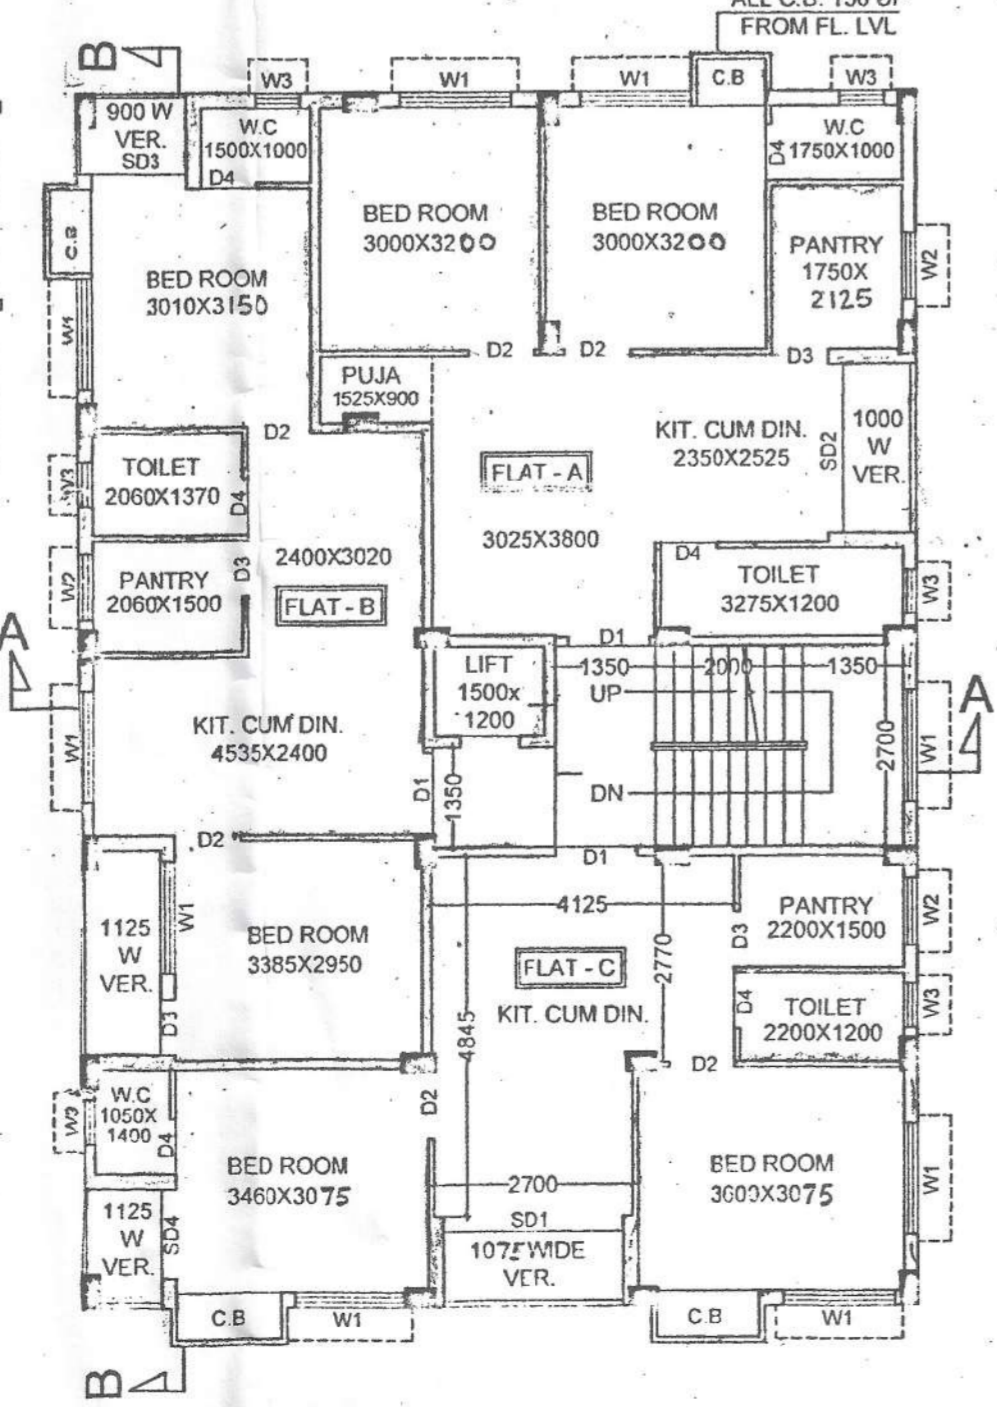 ALL C.B. 150
FROM FL. LVL
B
W3
W1
W1
C.B
W3
900 W
VER.
SD3
W.C
1500X1000
D4
W.C
1750X1000
D4
BED ROOM
3000X3200
BED ROOM
3000X3200
PANTRY
1750X
2125
W2
C.B
BED ROOM
3010X3150
W1
D2
D2
D3
PUJA
1525X900
D2
KIT. CUM DIN.
2350X2525
SD2
1000
W
VER.
FLAT - A
TOILET
2060X1370
W3
D4
3025X3800
D4
TOILET
3275X1200
W3
2400X3020
FLAT - B
PANTRY
2060X1500
W2
D3
A
D1
LIFT
1500x
1200
1350
2000
1350
UP
DN
2700
W1
A
KIT. CUM DIN.
4535X2400
W1
D1
1350
D2
D1
4125
PANTRY
2200X1500
W2
D3
1125
W
VER.
W1
D3
BED ROOM
3385X2950
FLAT - C
KIT. CUM DIN.
2770
4845
D4
TOILET
2200X1200
W3
D2
W.C
1050X
1400
W3
D4
D2
BED ROOM
3460X3075
BED ROOM
3600X3075
W1
2700
SD1
1075 WIDE
VER.
1125
W
VER.
SD4
C.B
W1
C.B
W1
B